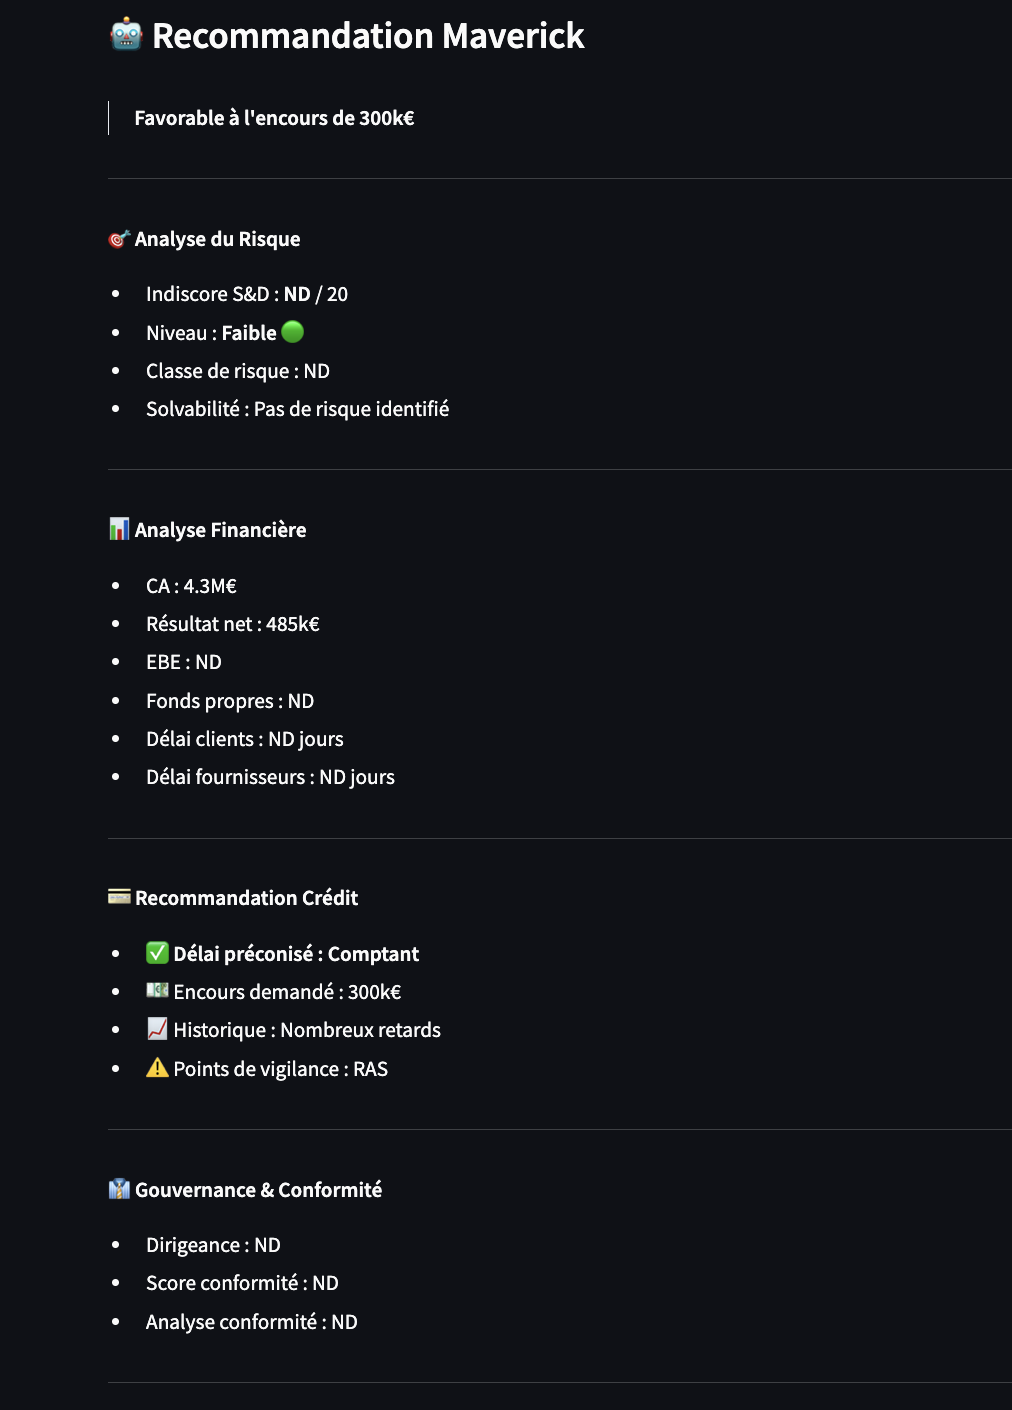 Recommandation Maverick
Favorable à l'encours de 300k€
Analyse du Risque
Indiscore S&D : ND / 20
Niveau : Faible
Classe de risque : ND
Solvabilité : Pas de risque identifié
Analyse Financière
CA : 4.3M€
Résultat net : 485k€
EBE : ND
Fonds propres : ND
Délai clients : ND jours
Délai fournisseurs : ND jours
Recommandation Crédit
Délai préconisé : Comptant
Encours demandé : 300k€
Historique : Nombreux retards
Points de vigilance : RAS
Gouvernance & Conformité
Dirigeance : ND
Score conformité : ND
Analyse conformité : ND